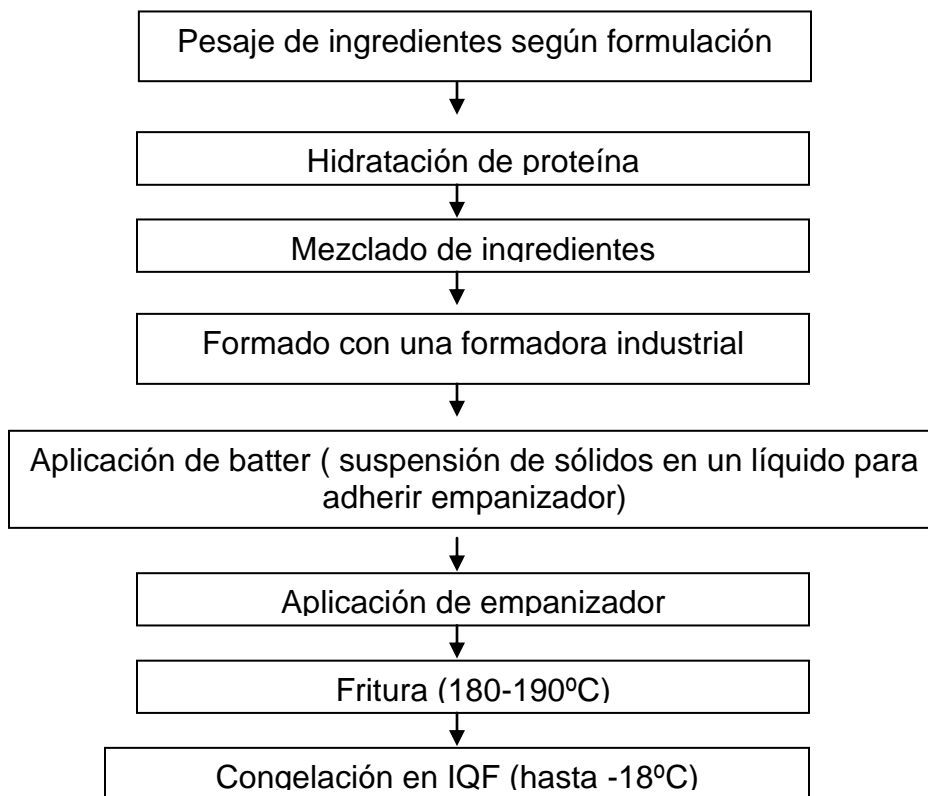 Pesaje de ingredientes según formulación
Hidratación de proteína
Mezclado de ingredientes
Formado con una formadora industrial
Aplicación de batter ( suspensión de sólidos en un líquido para
adherir empanizador)
Aplicación de empanizador
Fritura (180-190ºC)
Congelación en IQF (hasta -18ºC)